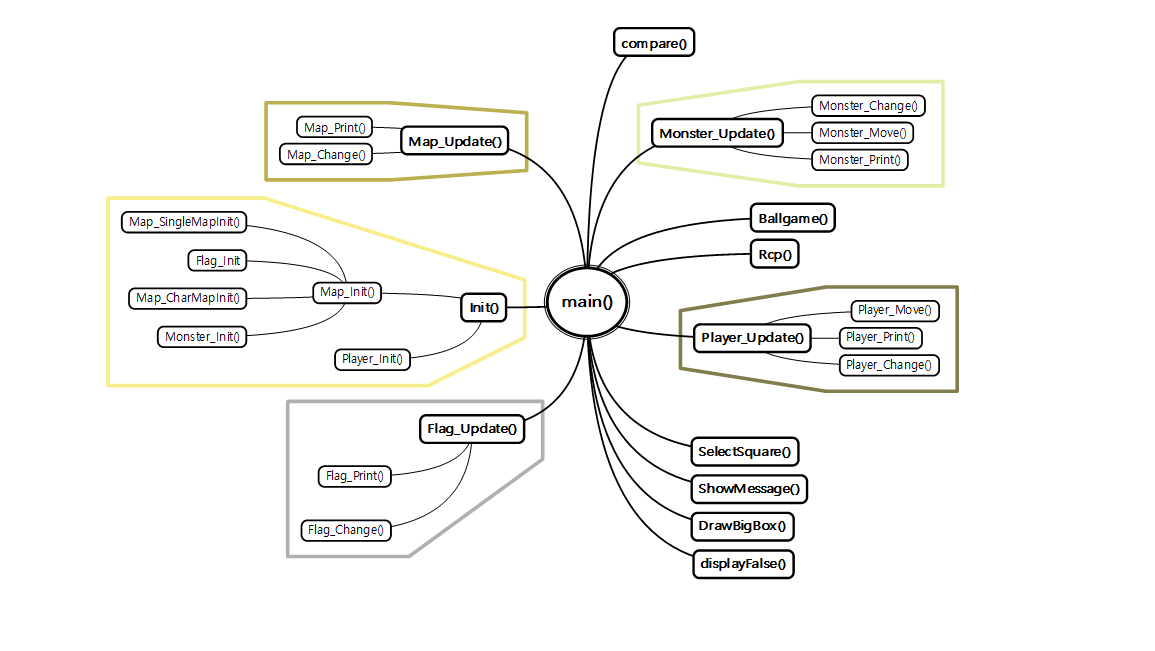 compare()
Monster_Change()
Map_Print()
Monster_Update()
Monster_Move()
Map_Update()
Map_Change()
Monster_Print()
Map_SingleMapInit()
Ballgame()
Rcp()
Flag_Init
Map_Init()
Map_CharMapInit()
main()
Init()
Player_Move()
Monster_Init()
Player_Update()
Player_Print()
Player_Init()
Player_Change()
Flag_Update()
SelectSquare()
Flag_Print()
ShowMessage()
DrawBigBox()
Flag_Change()
displayFalse()